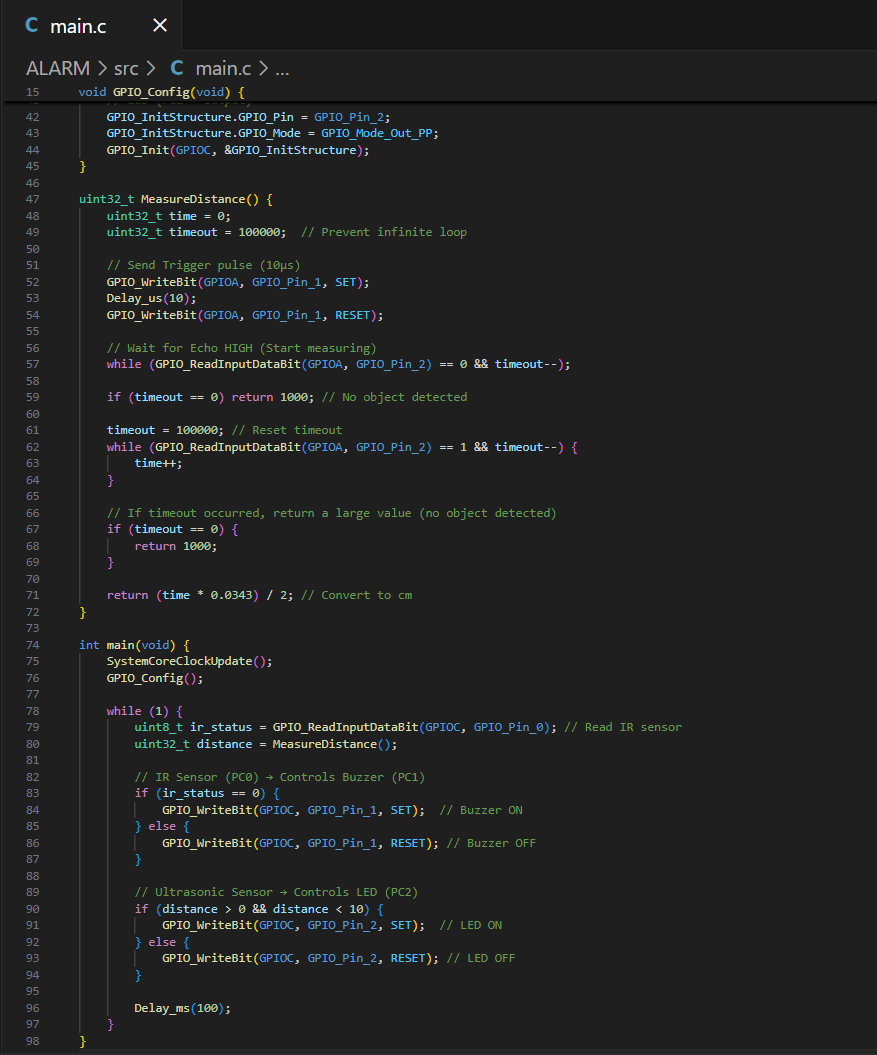 C main.c ×
ALARM > src > C main.c > ...
15 void GPIO_Config(void) {
42 GPIO_InitStructure.GPIO_Pin = GPIO_Pin_2;
43 GPIO_InitStructure.GPIO_Mode = GPIO_Mode_Out_PP;
44 GPIO_Init(GPIOC, &GPIO_InitStructure);
45 }
46
47 uint32_t MeasureDistance() {
48 uint32_t time = 0;
49 uint32_t timeout = 100000;  // Prevent infinite loop
50
51 // Send Trigger pulse (10μs)
52 GPIO_WriteBit(GPIOA, GPIO_Pin_1, SET);
53 Delay_us(10);
54 GPIO_WriteBit(GPIOA, GPIO_Pin_1, RESET);
55
56 // Wait for Echo HIGH (Start measuring)
57 while (GPIO_ReadInputDataBit(GPIOA, GPIO_Pin_2) == 0 && timeout--);
58
59 if (timeout == 0) return 1000; // No object detected
60
61 timeout = 100000; // Reset timeout
62 while (GPIO_ReadInputDataBit(GPIOA, GPIO_Pin_2) == 1 && timeout--) {
63 time++;
64 }
65
66 // If timeout occurred, return a large value (no object detected)
67 if (timeout == 0) {
68 return 1000;
69 }
70
71 return (time * 0.0343) / 2; // Convert to cm
72 }
73
74 int main(void) {
75 SystemCoreClockUpdate();
76 GPIO_Config();
77
78 while (1) {
79 uint8_t ir_status = GPIO_ReadInputDataBit(GPIOC, GPIO_Pin_0); // Read IR sensor
80 uint32_t distance = MeasureDistance();
81
82 // IR Sensor (PC0) → Controls Buzzer (PC1)
83 if (ir_status == 0) {
84 GPIO_WriteBit(GPIOC, GPIO_Pin_1, SET);  // Buzzer ON
85 } else {
86 GPIO_WriteBit(GPIOC, GPIO_Pin_1, RESET); // Buzzer OFF
87 }
88
89 // Ultrasonic Sensor → Controls LED (PC2)
90 if (distance > 0 && distance < 10) {
91 GPIO_WriteBit(GPIOC, GPIO_Pin_2, SET);  // LED ON
92 } else {
93 GPIO_WriteBit(GPIOC, GPIO_Pin_2, RESET); // LED OFF
94 }
95
96 Delay_ms(100);
97 }
98 }